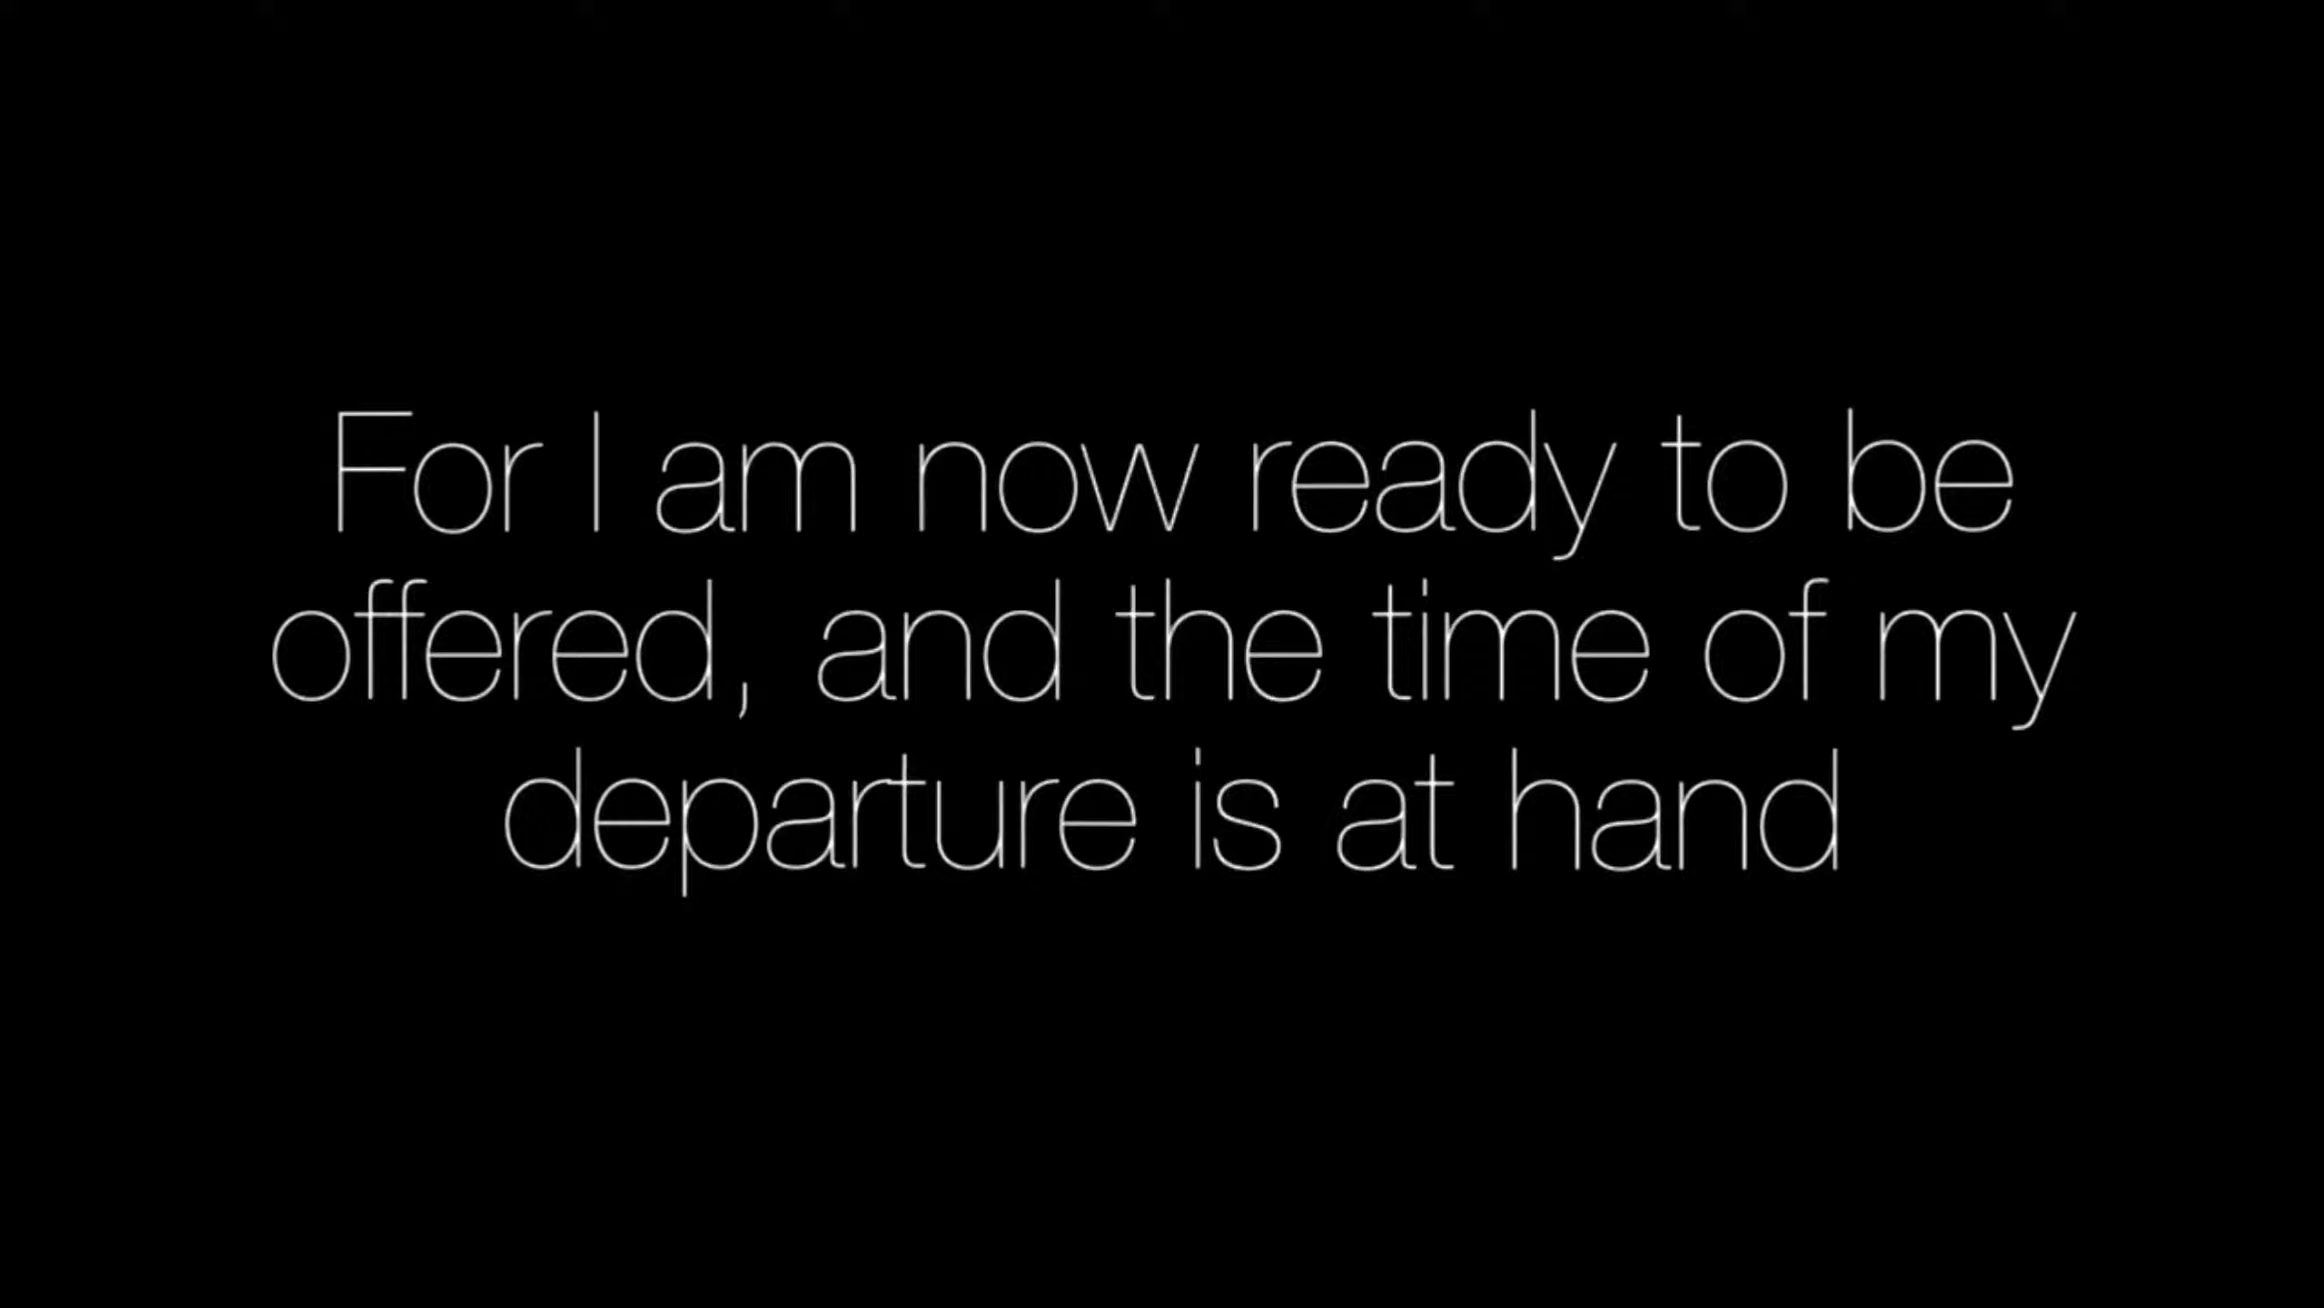 For I am now ready to be
offered, and the time of my
departure is at hand